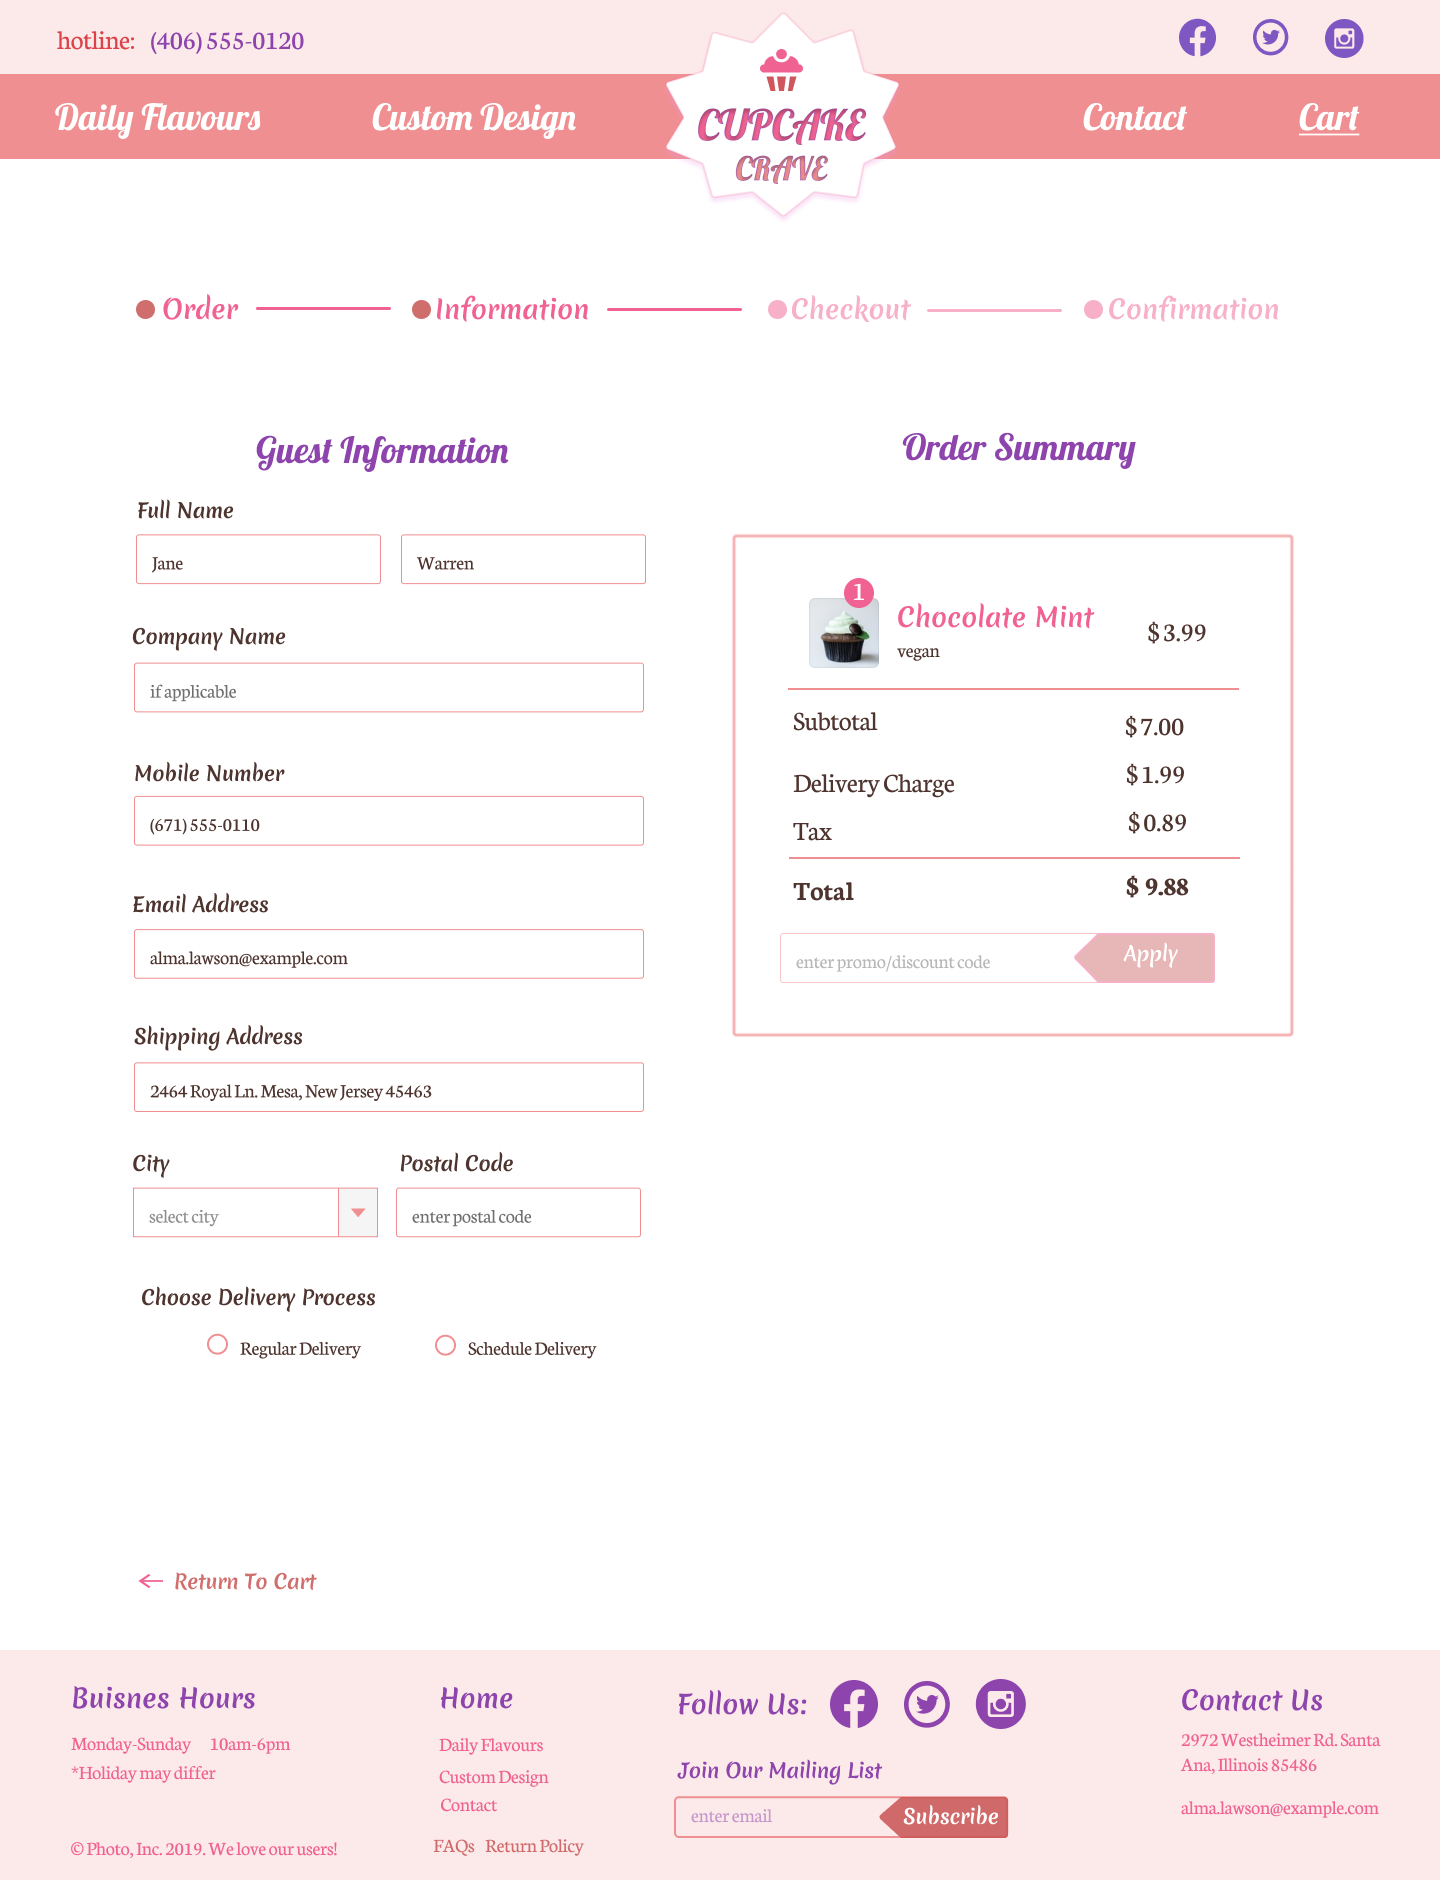 hotline: (406) 555-0120
Daily Flavours
Custom Design
CUPCAKE
CRAVE
Contact
Cart
Order
Information
Checkout
Confirmation
Guest Information
Full Name
Jane
Warren
Company Name
if applicable
Mobile Number
(671) 555-0110
Email Address
alma.lawson@example.com
Shipping Address
2464 Royal Ln. Mesa, New Jersey 45463
City
Postal Code
select city
enter postal code
Choose Delivery Process
Regular Delivery
Schedule Delivery
Order Summary
1
Chocolate Mint
vegan
$ 3.99
Subtotal
$ 7.00
Delivery Charge
$ 1.99
Tax
$ 0.89
Total
$ 9.88
enter promo/discount code
Apply
Return To Cart
Buisnes Hours
Monday-Sunday 10am-6pm
*Holiday may differ
© Photo, Inc. 2019. We love our users!
Home
Daily Flavours
Custom Design
Contact
FAQs Return Policy
Follow Us:
Join Our Mailing List
enter email
Subscribe
Contact Us
2972 Westheimer Rd. Santa
Ana, Illinois 85486
alma.lawson@example.com